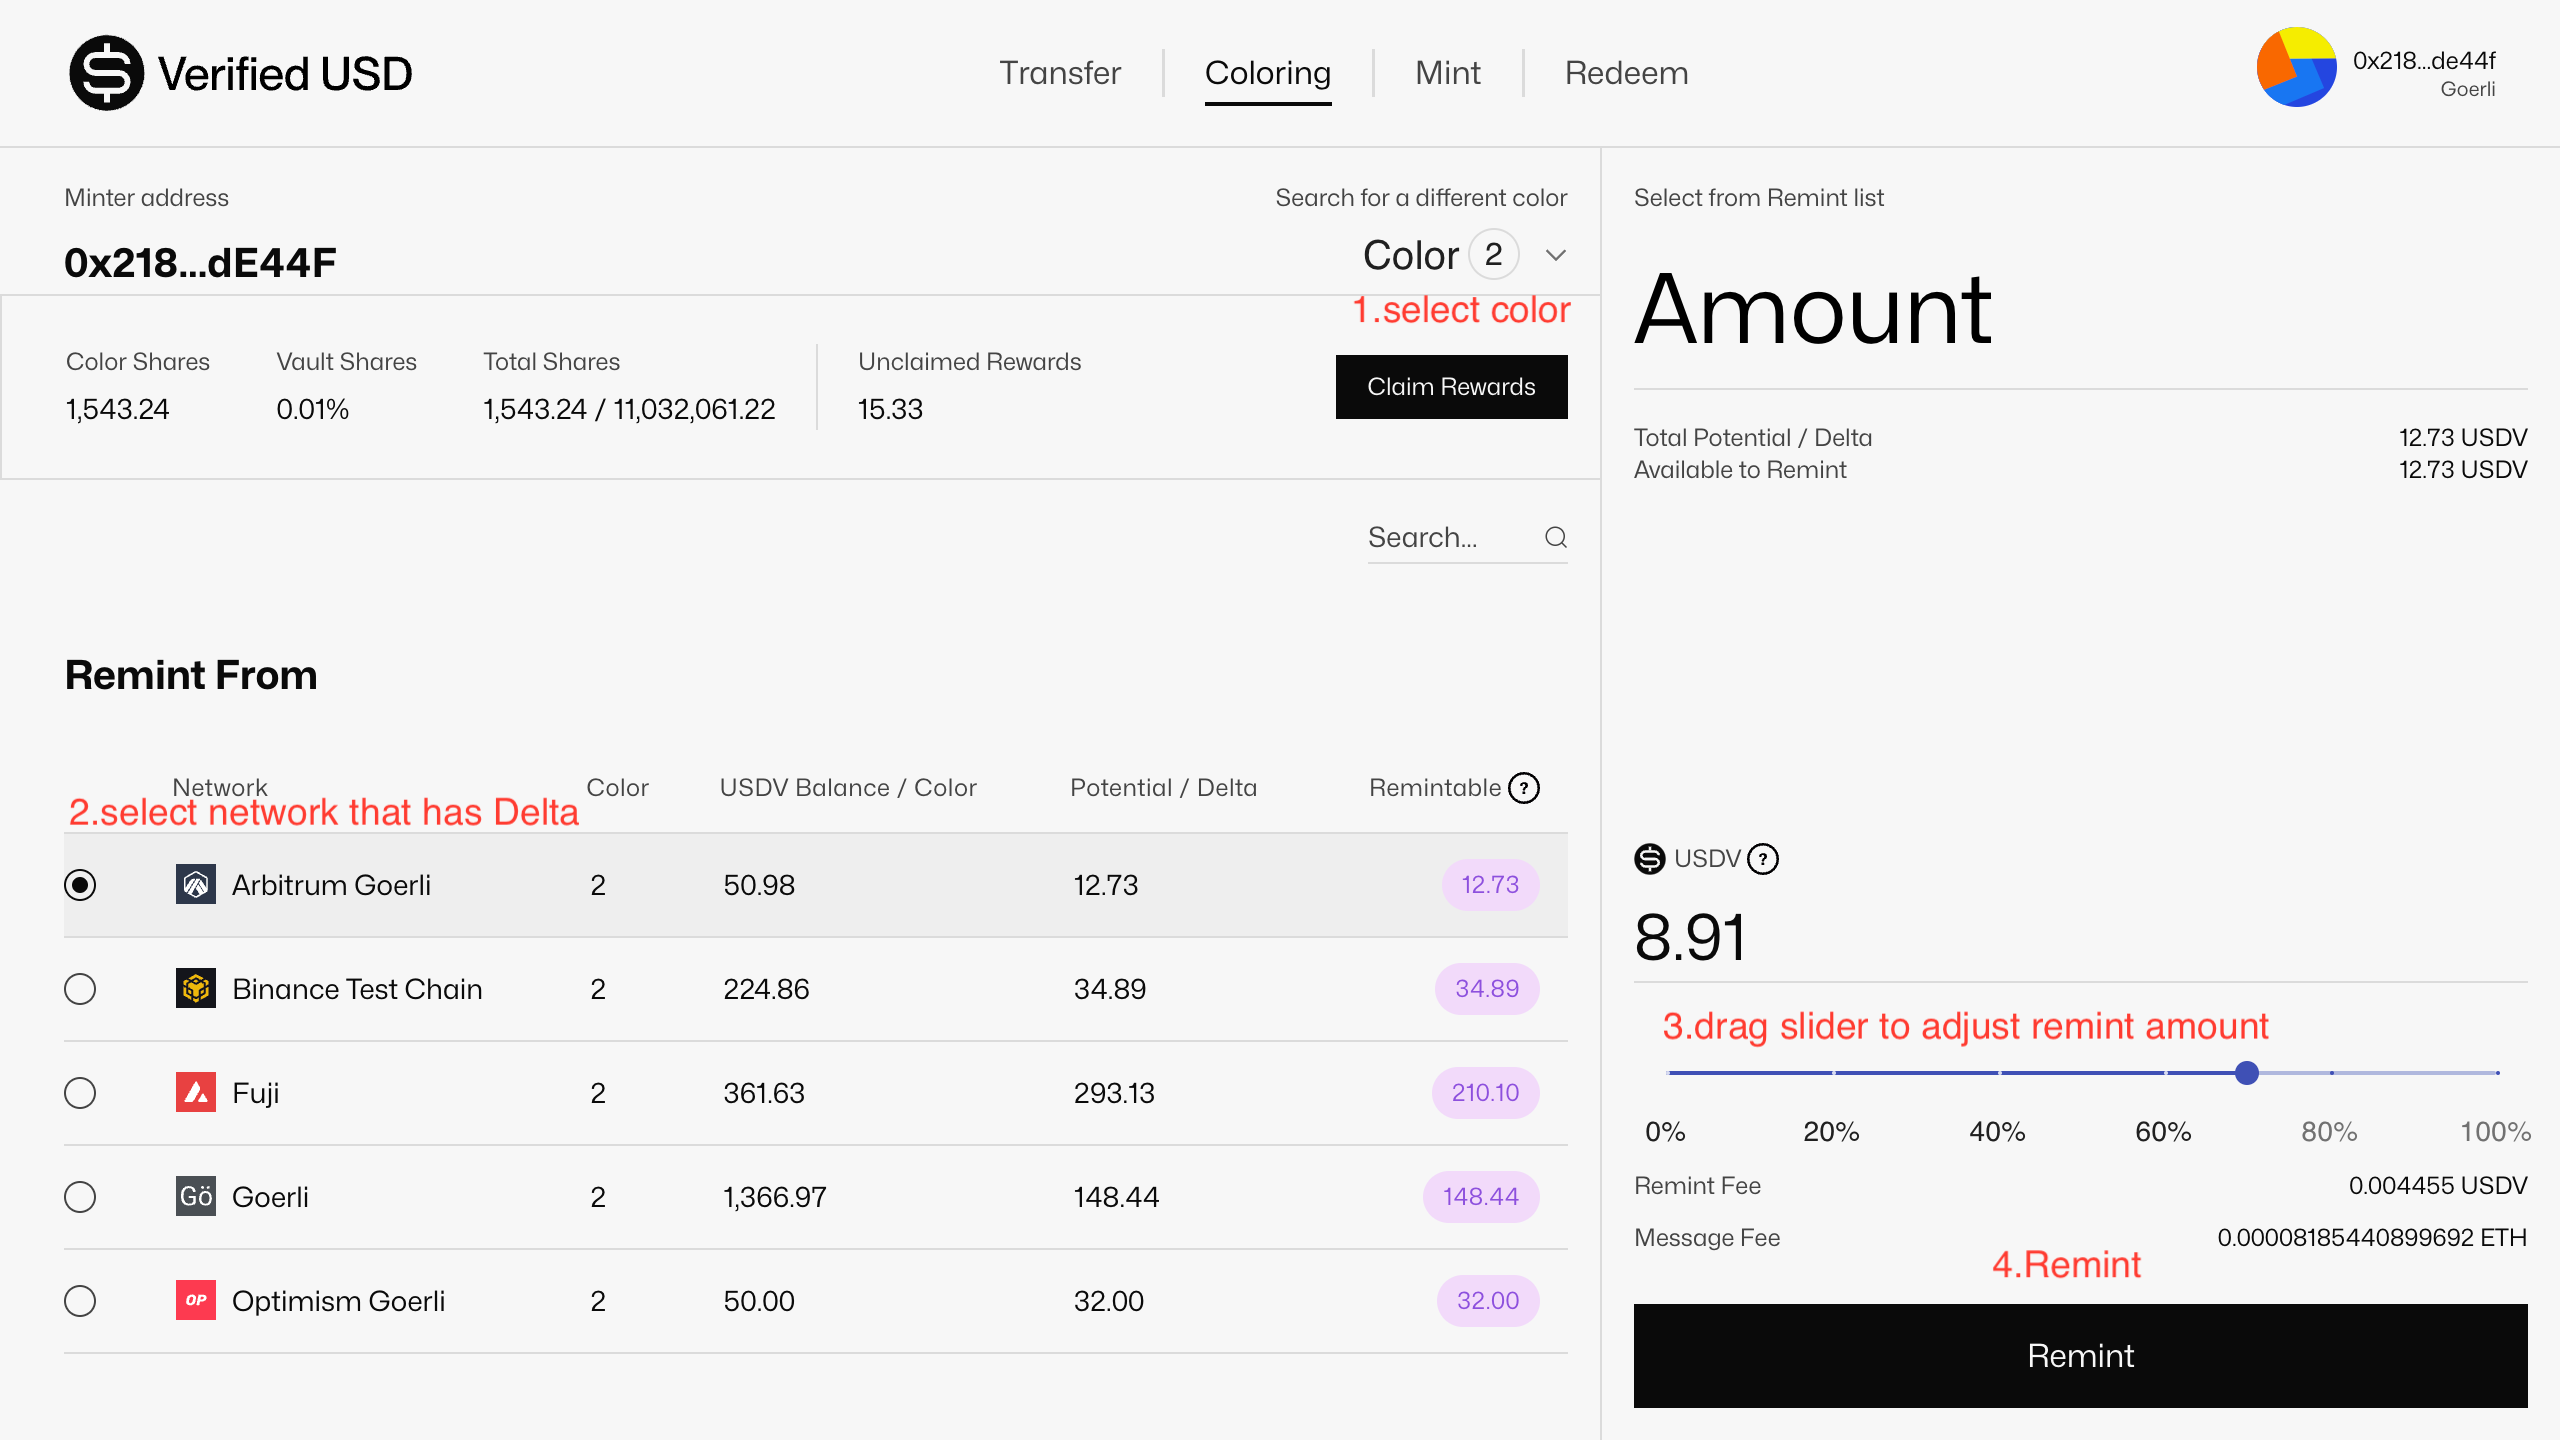 Verified USD
Transfer
Coloring
Mint
Redeem
0x218...de44f
Goerli
Minter address
0x218...dE44F
Search for a different color
Color 2
1.select color
Color Shares
1,543.24
Vault Shares
0.01%
Total Shares
1,543.24 / 11,032,061.22
Unclaimed Rewards
15.33
Claim Rewards
Search...
Remint From
Network Color USDV Balance / Color Potential / Delta Remintable ?
2.select network that has Delta
Arbitrum Goerli 2 50.98 12.73 12.73
Binance Test Chain 2 224.86 34.89 34.89
Fuji 2 361.63 293.13 210.10
Gö Goerli 2 1,366.97 148.44 148.44
OP Optimism Goerli 2 50.00 32.00 32.00
Select from Remint list
Amount
Total Potential / Delta 12.73 USDV
Available to Remint 12.73 USDV
USDV ?
8.91
3.drag slider to adjust remint amount
0% 20% 40% 60% 80% 100%
Remint Fee 0.004455 USDV
Message Fee 0.00008185440899692 ETH
4.Remint
Remint